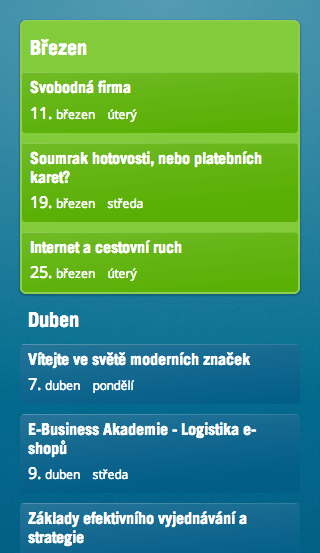 Březen
Svobodná firma
11. březen úterý
Soumrak hotovosti, nebo platebních
karet?
19. březen středa
Internet a cestovní ruch
25. březen úterý
Duben
Vítejte ve světě moderních značek
7. duben pondělí
E-Business Akademie - Logistika e-
shopů
9. duben středa
Základy efektivního vyjednávání a
strategie